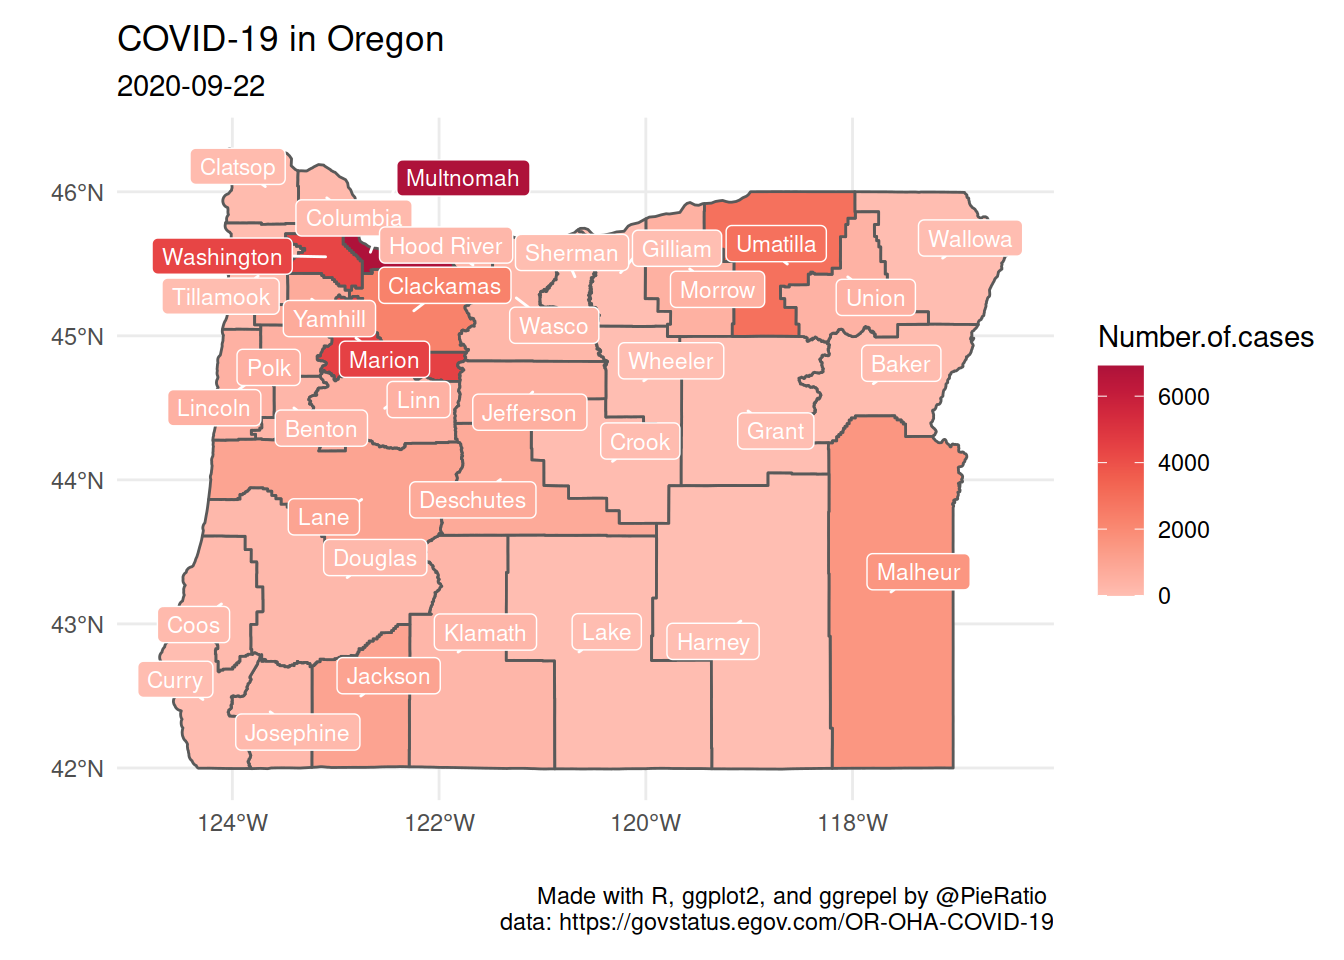 COVID-19 in Oregon
2020-09-22
46°N
45°N
44°N
43°N
42°N
124°W
122°W
120°W
118°W
Clatsop
Multnomah
Columbia
Hood River
Sherman
Gilliam
Umatilla
Wallowa
Washington
Tillamook
Clackamas
Morrow
Union
Yamhill
Wasco
Marion
Wheeler
Baker
Polk
Lincoln
Linn
Jefferson
Benton
Crook
Grant
Deschutes
Lane
Douglas
Malheur
Coos
Klamath
Lake
Harney
Curry
Jackson
Josephine
Number.of.cases
6000
4000
2000
0
Made with R, ggplot2, and ggrepel by @PieRatio
data: https://govstatus.egov.com/OR-OHA-COVID-19